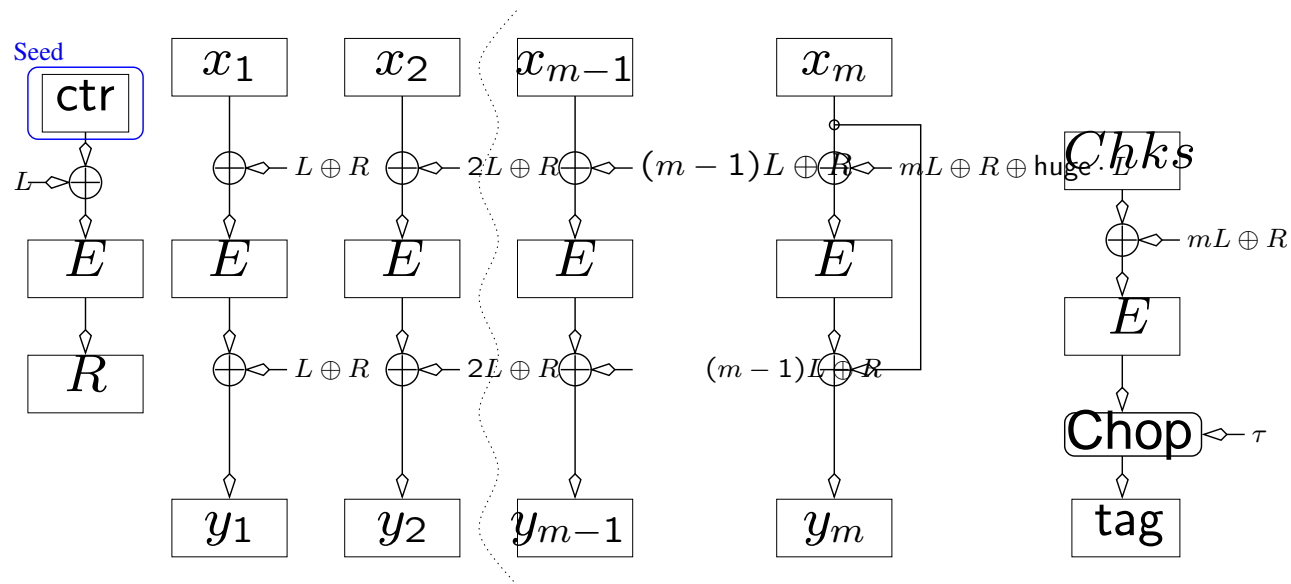 Seed
x₁ x₂ xₘ₋₁ xₘ
ctr
Chks
L L ⊕ R 2L ⊕ R (m − 1)L ⊕ R mL ⊕ R ⊕ huge · L
mL ⊕ R
E E E E E
E
R L ⊕ R 2L ⊕ R (m − 1)L ⊕ R
Chop τ
y₁ y₂ yₘ₋₁ yₘ tag